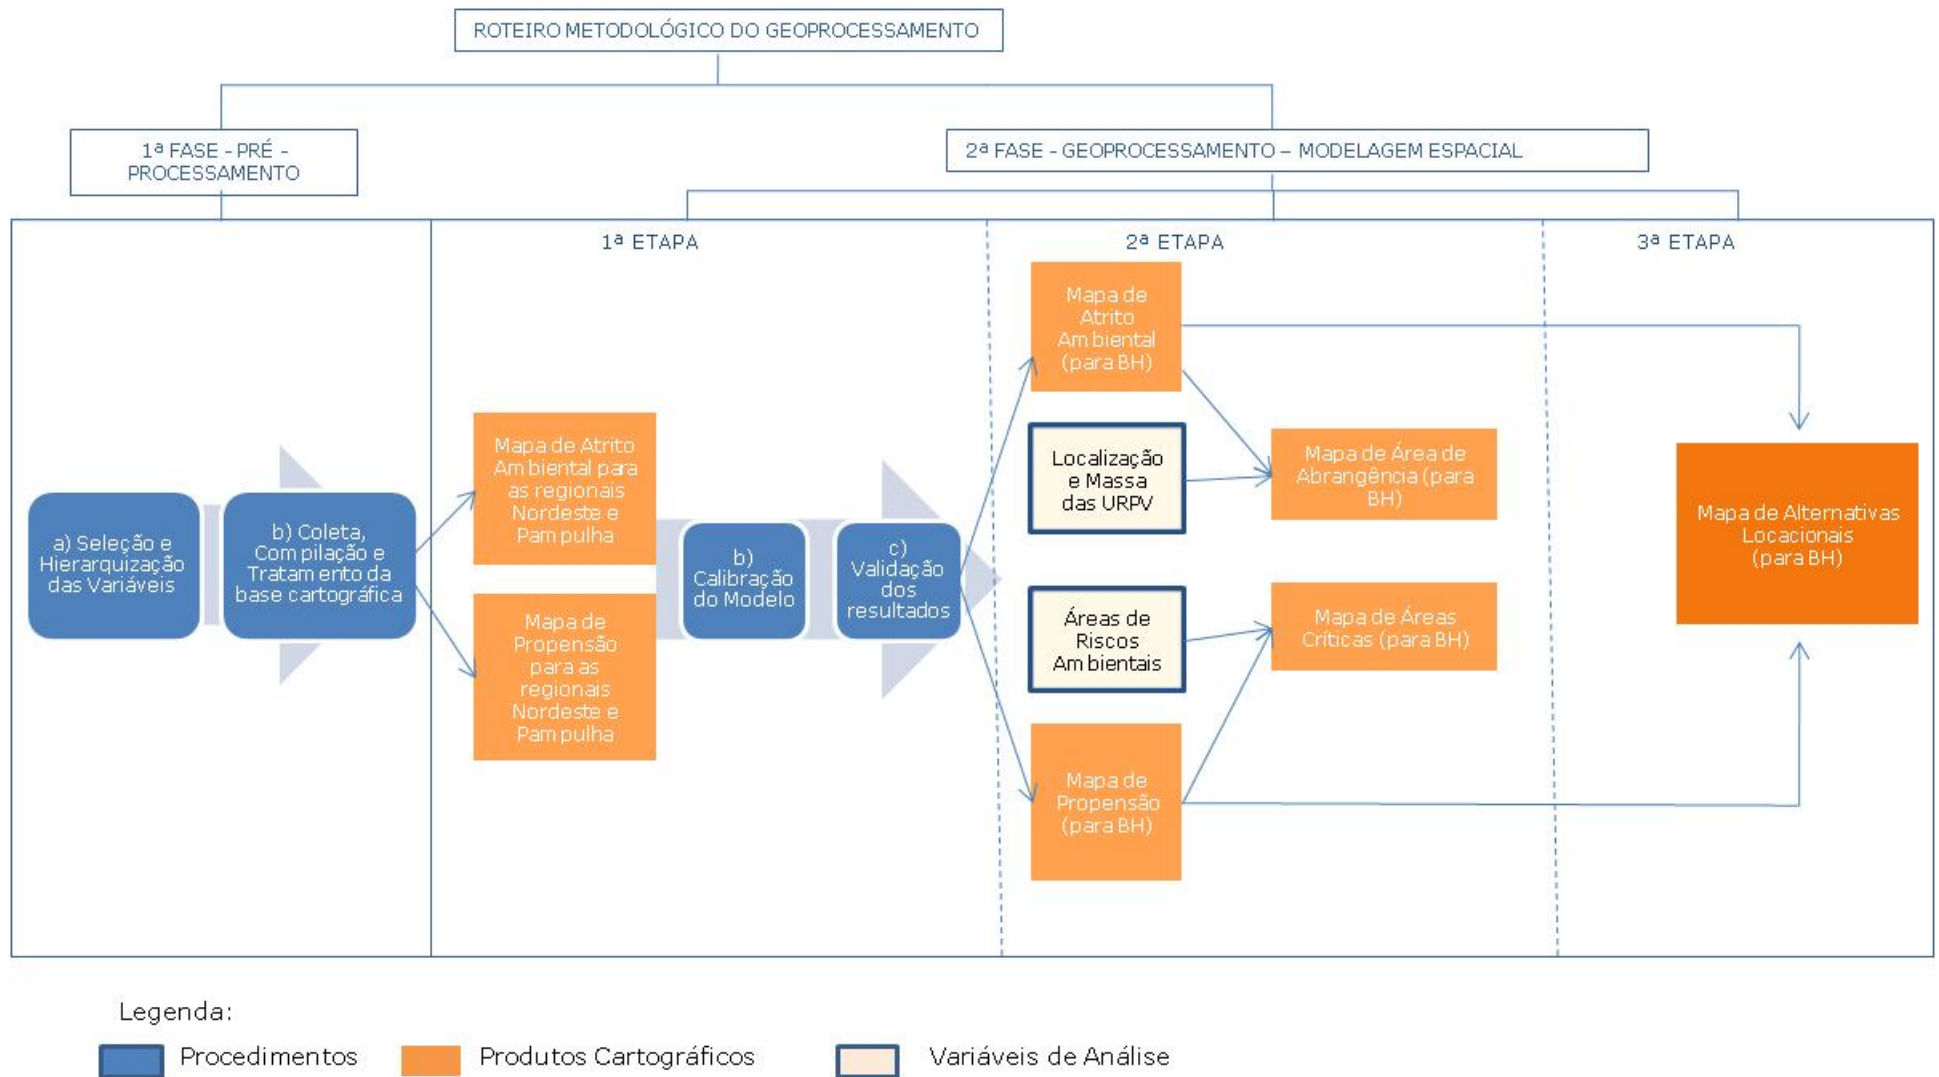 ROTEIRO METODOLÓGICO DO GEOPROCESSAMENTO
1ª FASE - PRÉ -
PROCESSAMENTO
2ª FASE - GEOPROCESSAMENTO – MODELAGEM ESPACIAL
1ª ETAPA
2ª ETAPA
3ª ETAPA
a) Seleção e
Hierarquização
das Variáveis
b) Coleta,
Compilação e
Tratamento da
base cartográfica
Mapa de Atrito
Ambiental para
as regionais
Nordeste e
Pampulha
Mapa de
Propensão
para as
regionais
Nordeste e
Pampulha
b)
Calibração
do Modelo
c)
Validação
dos
resultados
Mapa de
Atrito
Ambiental
(para BH)
Localização
e Massa
das URPV
Áreas de
Riscos
Ambientais
Mapa de
Propensão
(para BH)
Mapa de Área de
Abrangência (para
BH)
Mapa de Áreas
Críticas (para BH)
Mapa de Alternativas
Locacionais
(para BH)
Legenda:
Procedimentos
Produtos Cartográficos
Variáveis de Análise